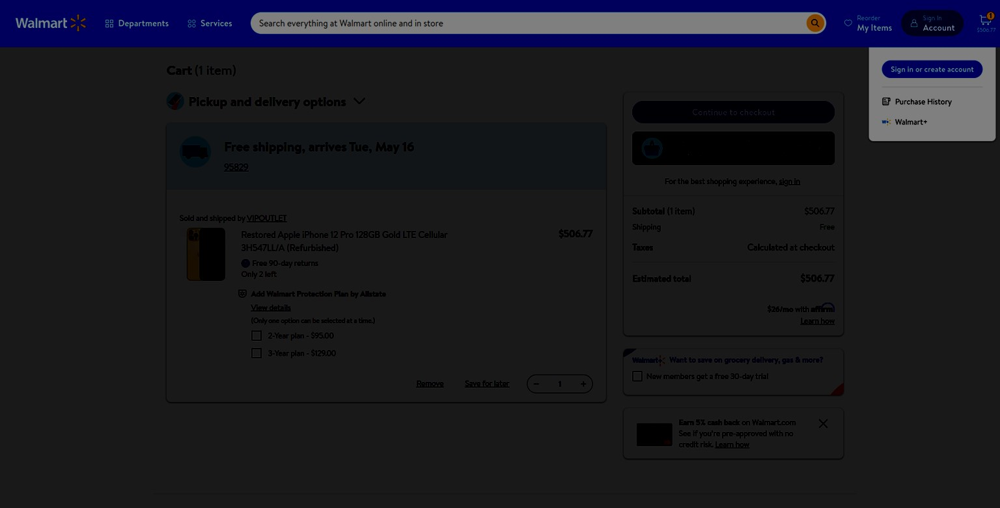 Walmart
Departments
Services
Search everything at Walmart online and in store
Reorder
My Items
Sign In
Account
1
$506.77
Sign in or create account
Purchase History
Walmart+
Cart (1 item)
Pickup and delivery options
Free shipping, arrives Tue, May 16
95829
Sold and shipped by VIPOUTLET
Restored Apple iPhone 12 Pro 128GB Gold LTE Cellular
3H547LL/A (Refurbished)
$506.77
Free 90-day returns
Only 2 left
Add Walmart Protection Plan by Allstate
View details
(Only one option can be selected at a time.)
2-Year plan - $95.00
3-Year plan - $129.00
Remove
Save for later
− 1 +
Continue to checkout
For the best shopping experience, sign in
Subtotal (1 item) $506.77
Shipping Free
Taxes Calculated at checkout
Estimated total $506.77
$26/mo with affirm
Learn how
Walmart+ Want to save on grocery delivery, gas & more?
New members get a free 30-day trial
Earn 5% cash back on Walmart.com
See if you're pre-approved with no
credit risk. Learn how